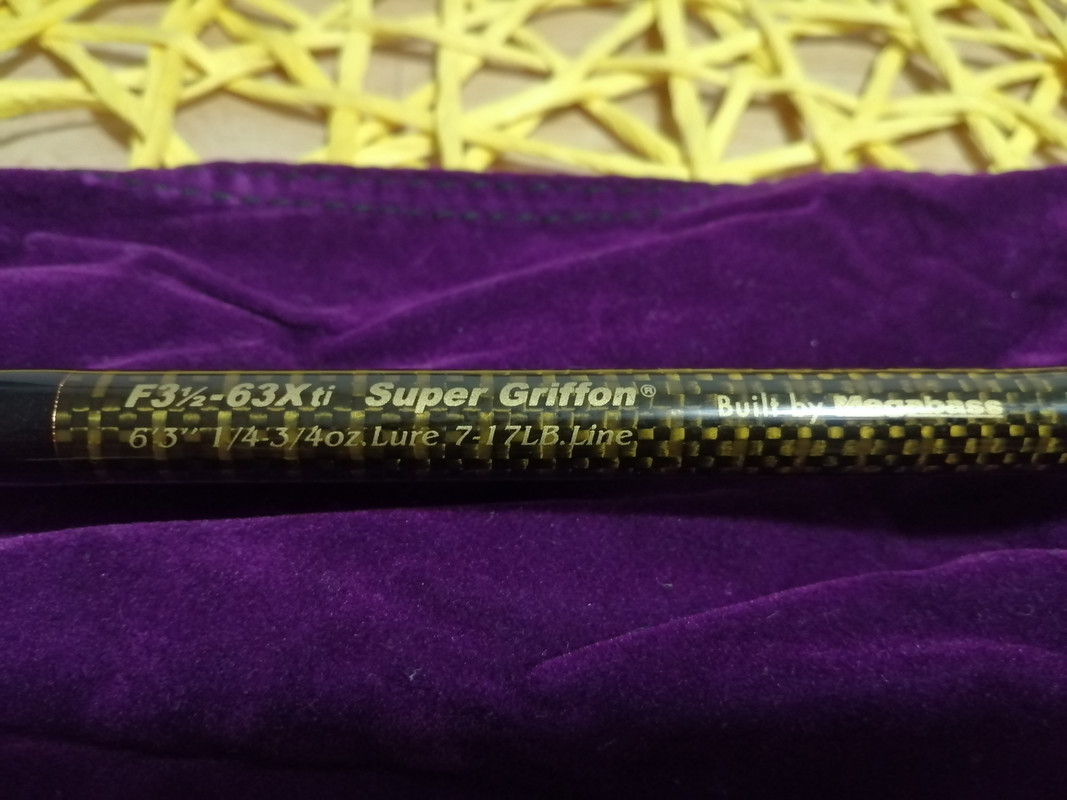 F3½-63Xti Super Griffon® Built by Megabass
6'3'' 1/4-3/4oz.Lure. 7-17LB.Line.